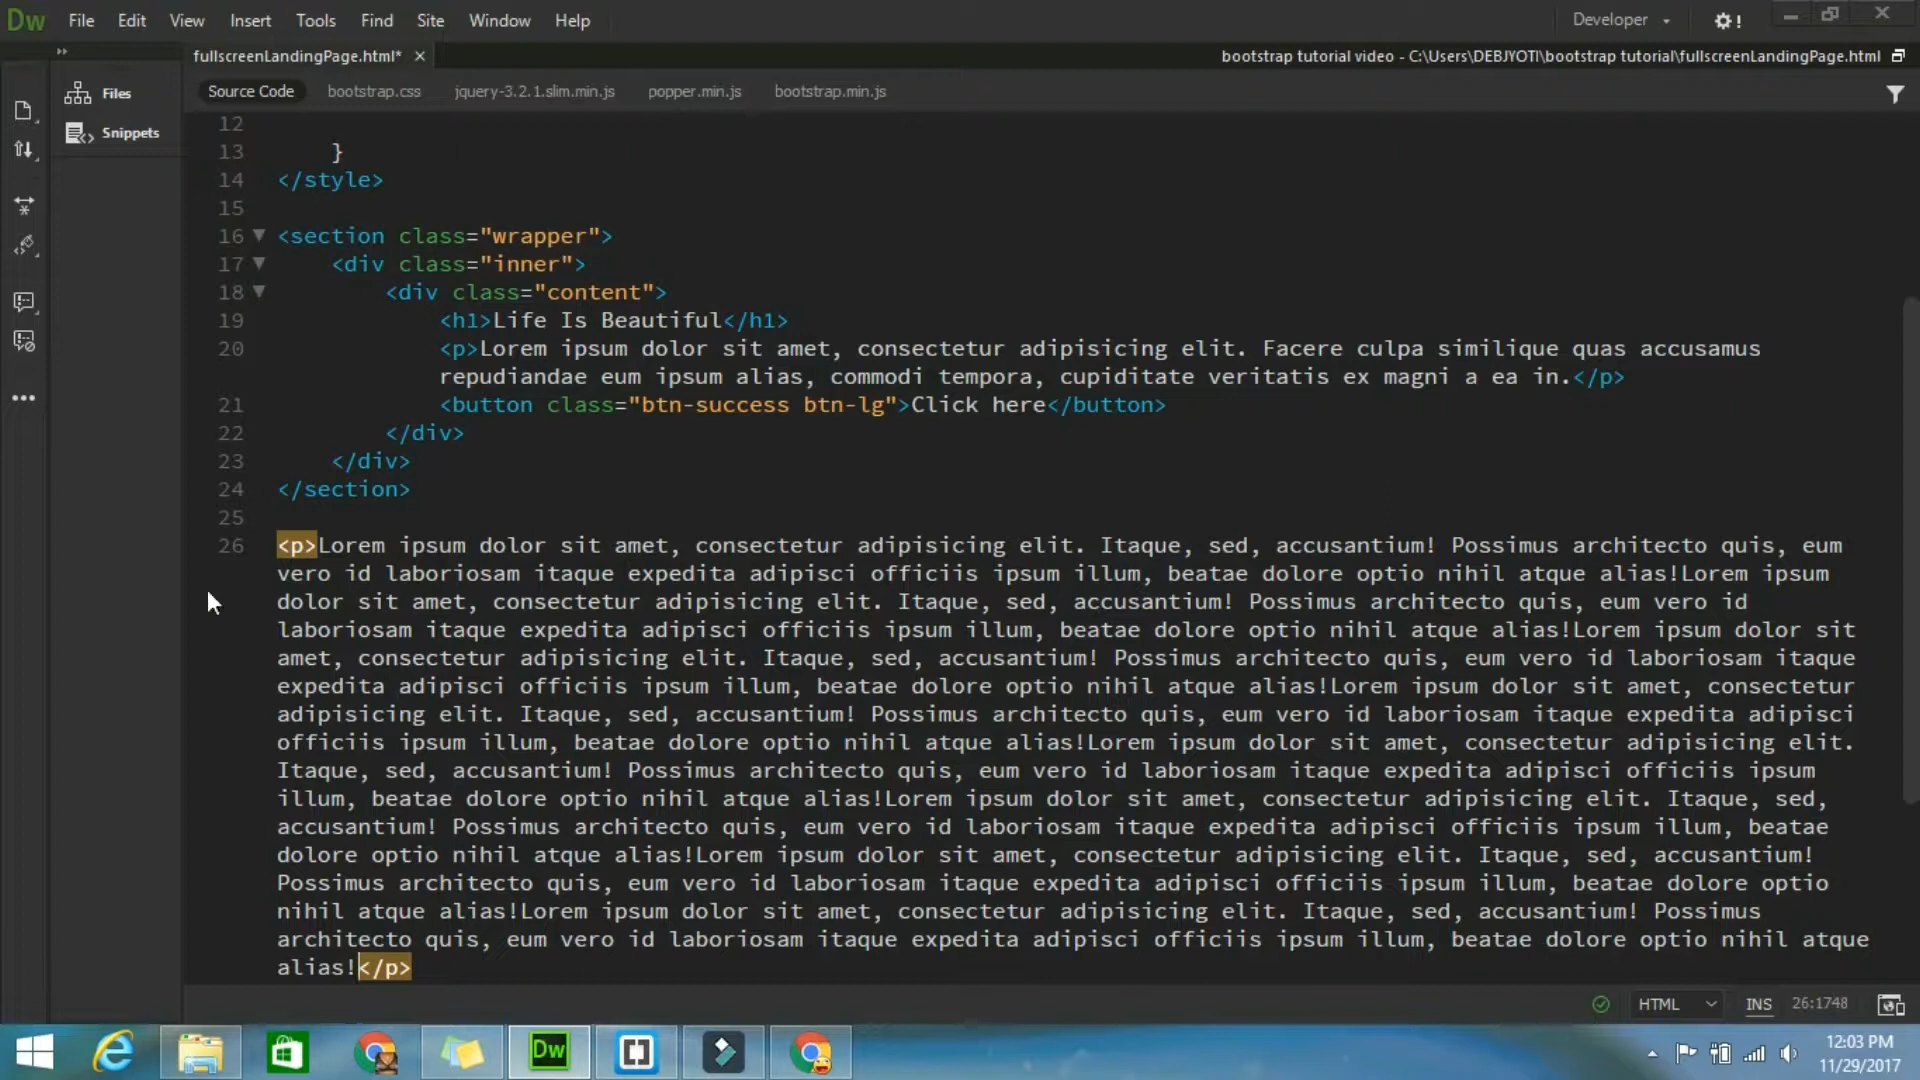 Dw File Edit View Insert Tools Find Site Window Help Developer !
fullscreenLandingPage.html* × bootstrap tutorial video - C:\Users\DEBJYOTI\bootstrap tutorial\fullscreenLandingPage.html
Source Code bootstrap.css jquery-3.2.1.slim.min.js popper.min.js bootstrap.min.js
Files
Snippets
12
13 }
14 </style>
15
16 <section class="wrapper">
17 <div class="inner">
18 <div class="content">
19 <h1>Life Is Beautiful</h1>
20 <p>Lorem ipsum dolor sit amet, consectetur adipisicing elit. Facere culpa similique quas accusamus
repudiandae eum ipsum alias, commodi tempora, cupiditate veritatis ex magni a ea in.</p>
21 <button class="btn-success btn-lg">Click here</button>
22 </div>
23 </div>
24 </section>
25
26 <p>Lorem ipsum dolor sit amet, consectetur adipisicing elit. Itaque, sed, accusantium! Possimus architecto quis, eum
vero id laboriosam itaque expedita adipisci officiis ipsum illum, beatae dolore optio nihil atque alias!Lorem ipsum
dolor sit amet, consectetur adipisicing elit. Itaque, sed, accusantium! Possimus architecto quis, eum vero id
laboriosam itaque expedita adipisci officiis ipsum illum, beatae dolore optio nihil atque alias!Lorem ipsum dolor sit
amet, consectetur adipisicing elit. Itaque, sed, accusantium! Possimus architecto quis, eum vero id laboriosam itaque
expedita adipisci officiis ipsum illum, beatae dolore optio nihil atque alias!Lorem ipsum dolor sit amet, consectetur
adipisicing elit. Itaque, sed, accusantium! Possimus architecto quis, eum vero id laboriosam itaque expedita adipisci
officiis ipsum illum, beatae dolore optio nihil atque alias!Lorem ipsum dolor sit amet, consectetur adipisicing elit.
Itaque, sed, accusantium! Possimus architecto quis, eum vero id laboriosam itaque expedita adipisci officiis ipsum
illum, beatae dolore optio nihil atque alias!Lorem ipsum dolor sit amet, consectetur adipisicing elit. Itaque, sed,
accusantium! Possimus architecto quis, eum vero id laboriosam itaque expedita adipisci officiis ipsum illum, beatae
dolore optio nihil atque alias!Lorem ipsum dolor sit amet, consectetur adipisicing elit. Itaque, sed, accusantium!
Possimus architecto quis, eum vero id laboriosam itaque expedita adipisci officiis ipsum illum, beatae dolore optio
nihil atque alias!Lorem ipsum dolor sit amet, consectetur adipisicing elit. Itaque, sed, accusantium! Possimus
architecto quis, eum vero id laboriosam itaque expedita adipisci officiis ipsum illum, beatae dolore optio nihil atque
alias!</p>
HTML INS 26:1748
Dw
12:03 PM
11/29/2017